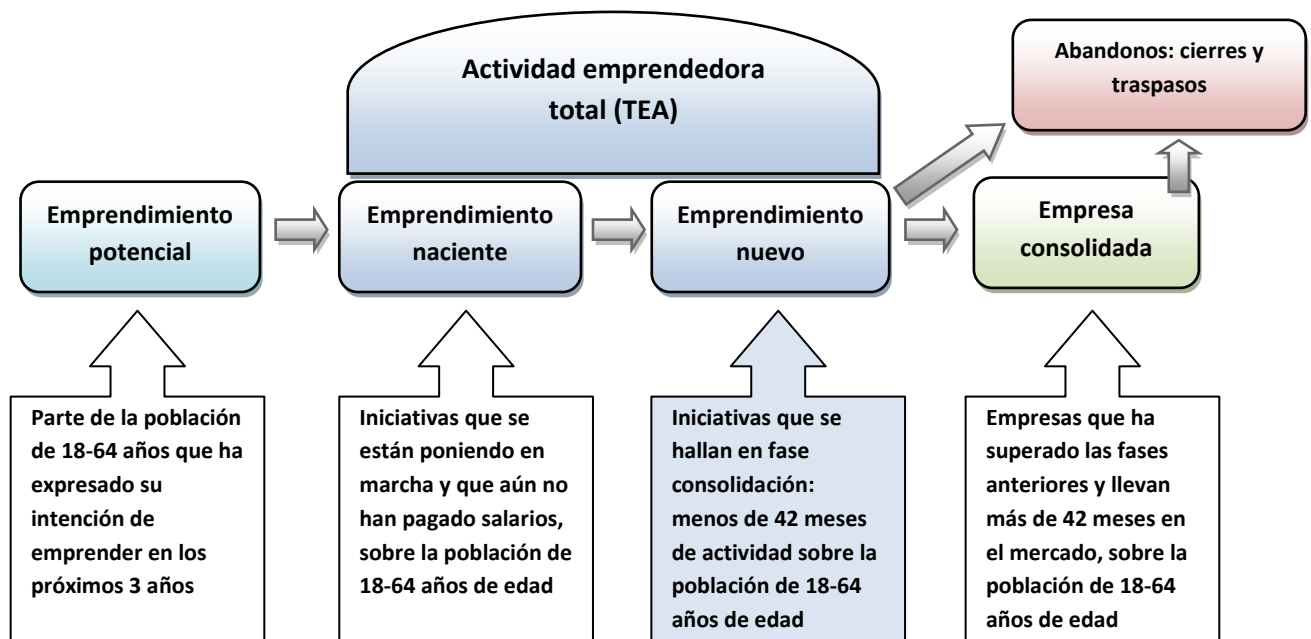 Actividad emprendedora
total (TEA)
Abandonos: cierres y
traspasos
Emprendimiento
potencial
Emprendimiento
naciente
Emprendimiento
nuevo
Empresa
consolidada
Parte de la población
de 18-64 años que ha
expresado su
intención de
emprender en los
próximos 3 años
Iniciativas que se
están poniendo en
marcha y que aún no
han pagado salarios,
sobre la población de
18-64 años de edad
Iniciativas que se
hallan en fase
consolidación:
menos de 42 meses
de actividad sobre la
población de 18-64
años de edad
Empresas que ha
superado las fases
anteriores y llevan
más de 42 meses en
el mercado, sobre la
población de 18-64
años de edad